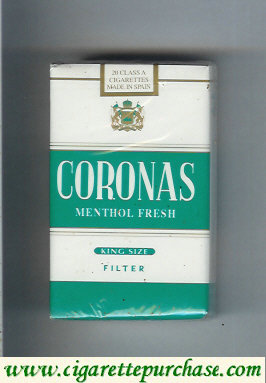 20 CLASS A
CIGARETTES
MADE IN SPAIN
CORONAS
MENTHOL FRESH
KING SIZE
FILTER
www.cigarettepurchase.com